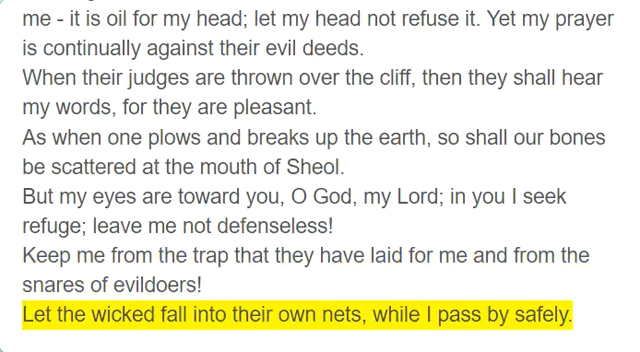 me - it is oil for my head; let my head not refuse it. Yet my prayer
is continually against their evil deeds.
When their judges are thrown over the cliff, then they shall hear
my words, for they are pleasant.
As when one plows and breaks up the earth, so shall our bones
be scattered at the mouth of Sheol.
But my eyes are toward you, O God, my Lord; in you I seek
refuge; leave me not defenseless!
Keep me from the trap that they have laid for me and from the
snares of evildoers!
Let the wicked fall into their own nets, while I pass by safely.